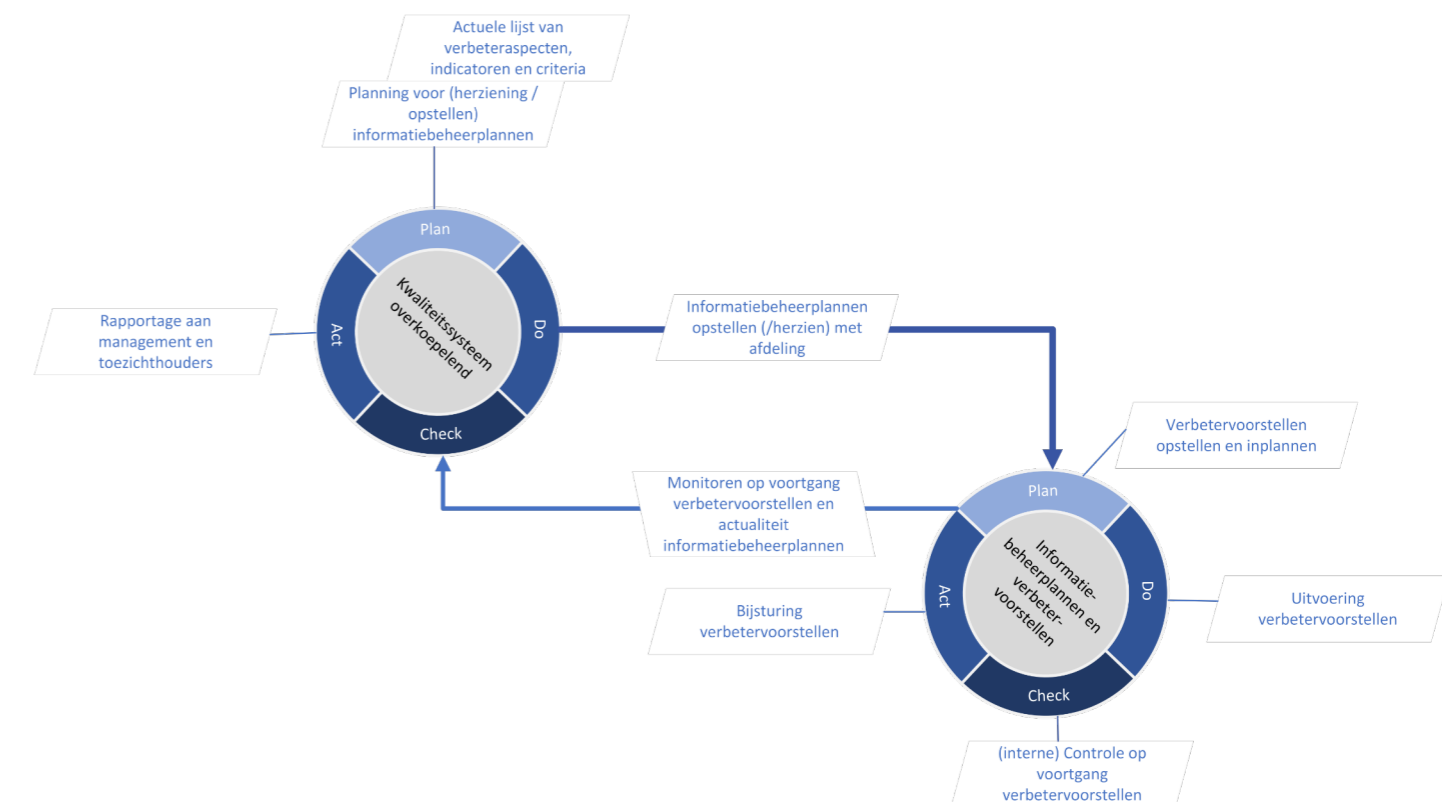 Actuele lijst van
verbeteraspecten,
indicatoren en criteria
Planning voor (herziening /
opstellen)
informatiebeheerplannen
Plan
Do
Check
Act
Kwaliteitssysteem
overkoepelend
Rapportage aan
management en
toezichthouders
Informatiebeheerplannen
opstellen (/herzien) met
afdeling
Verbetervoorstellen
opstellen en inplannen
Monitoren op voortgang
verbetervoorstellen en
actualiteit
informatiebeheerplannen
Plan
Do
Check
Act
Informatie-
beheerplannen en
verbeter-
voorstellen
Bijsturing
verbetervoorstellen
Uitvoering
verbetervoorstellen
(interne) Controle op
voortgang
verbetervoorstellen